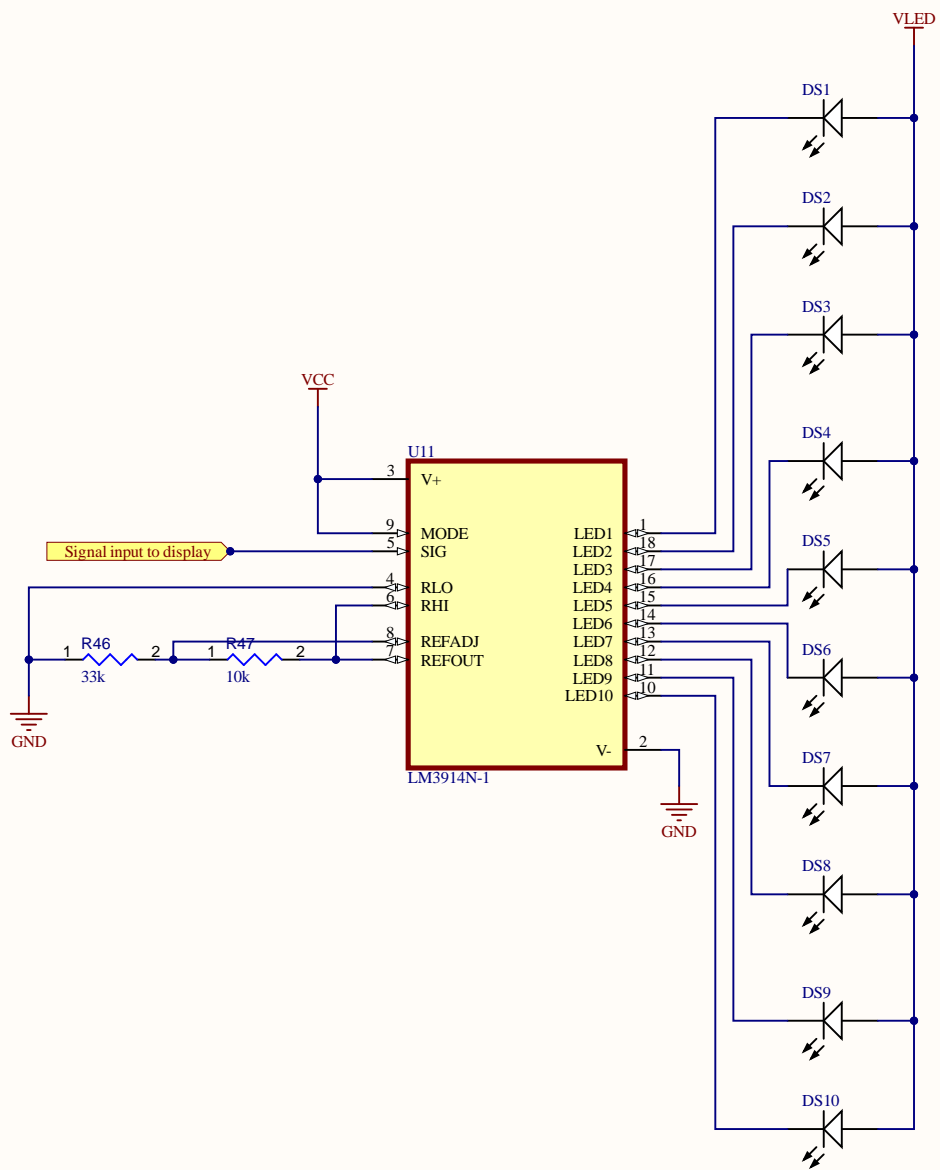 VLED
DS1
DS2
DS3
VCC
DS4
U11
3 V+
9 MODE LED1 1
Signal input to display 5 SIG LED2 18
LED3 17
DS5
4 RLO LED4 16
6 RHI LED5 15
LED6 14
R46 R47 8 REFADJ LED7 13
DS6
1 2 1 2 7 REFOUT LED8 12
33k 10k LED9 11
LED10 10
GND
V- 2
DS7
LM3914N-1
GND
DS8
DS9
DS10